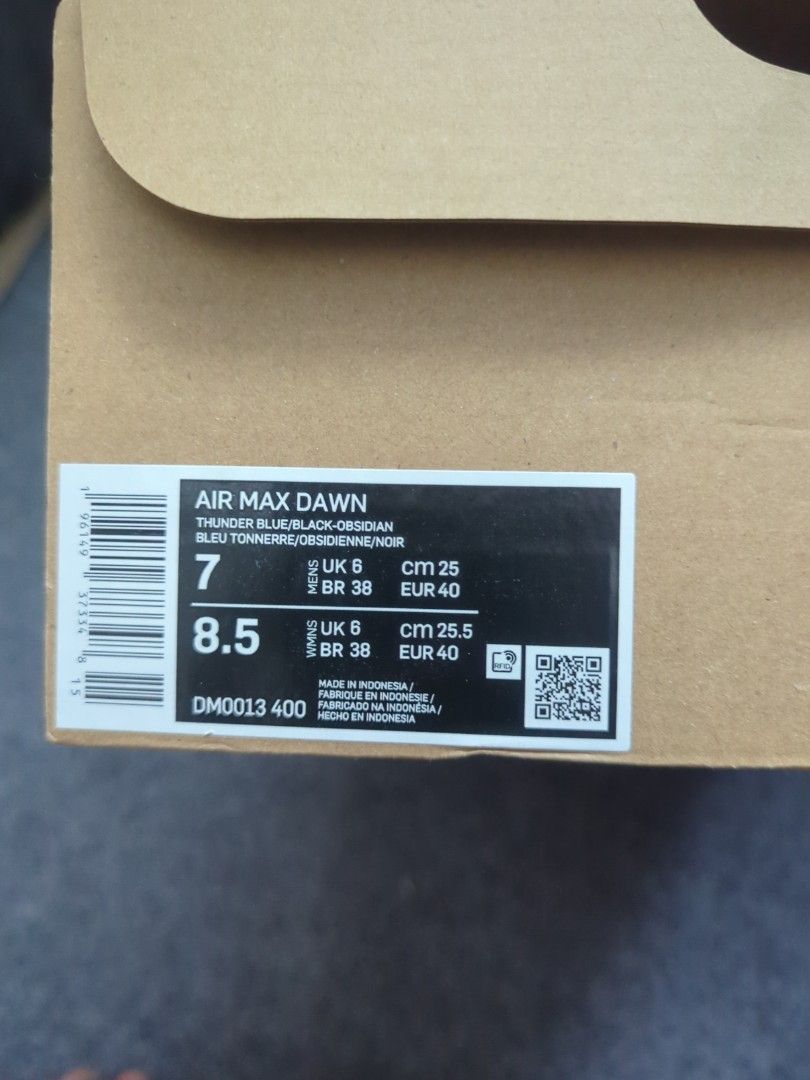 AIR MAX DAWN
THUNDER BLUE/BLACK-OBSIDIAN
BLEU TONNERRE/OBSIDIENNE/NOIR
7 MENS UK 6 cm 25
BR 38 EUR 40
8.5 WMNS UK 6 cm 25.5
BR 38 EUR 40
RFID
DM0013 400
MADE IN INDONESIA /
FABRIQUE EN INDONESIE /
FABRICADO NA INDONÉSIA /
HECHO EN INDONESIA
1 96149 37334 8 15